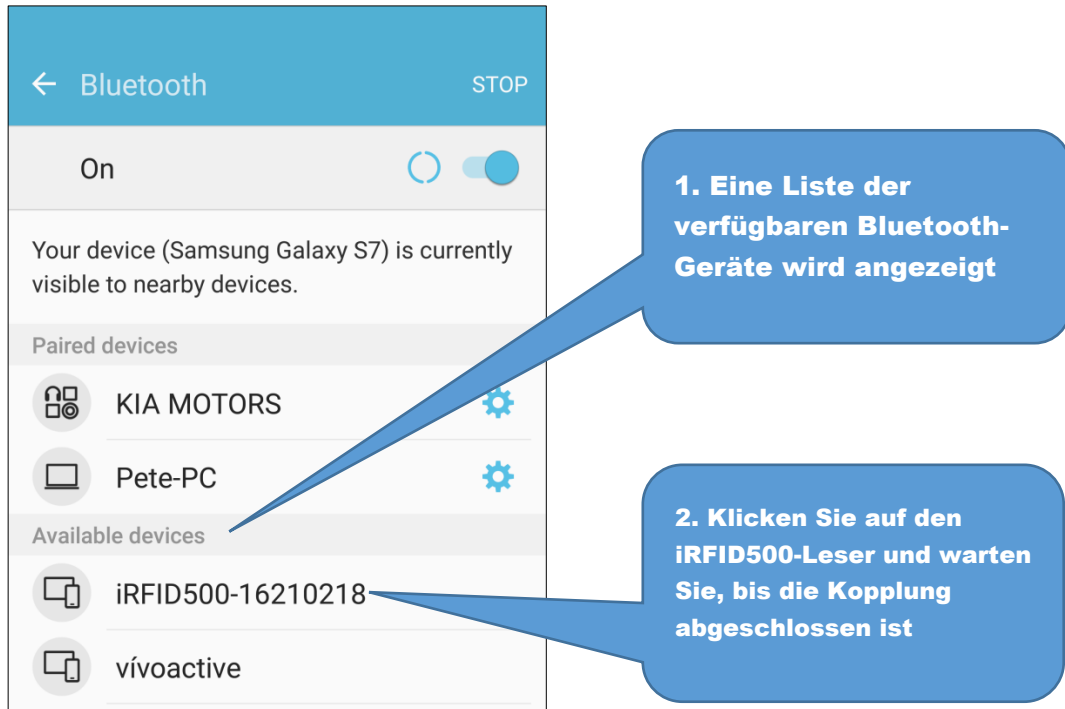 Bluetooth
STOP
On
Your device (Samsung Galaxy S7) is currently
visible to nearby devices.
Paired devices
KIA MOTORS
Pete-PC
Available devices
iRFID500-16210218
vívoactive
1. Eine Liste der
verfügbaren Bluetooth-
Geräte wird angezeigt
2. Klicken Sie auf den
iRFID500-Leser und warten
Sie, bis die Kopplung
abgeschlossen ist